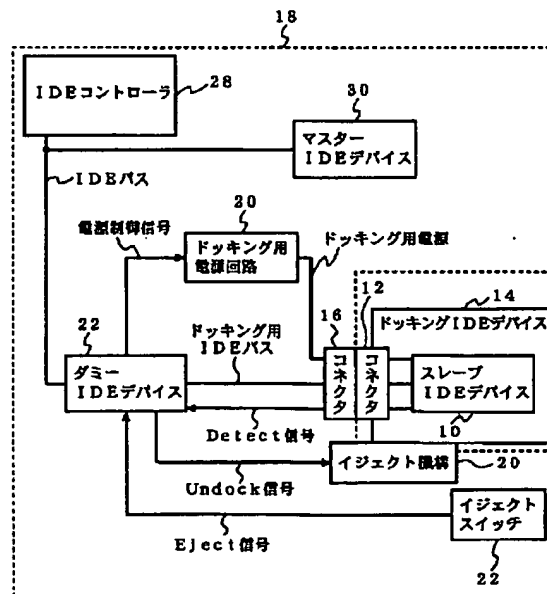 18
IDEコントローラ
28
30
マスター
IDEデバイス
IDEバス
電源制御信号
20
ドッキング用
電源回路
ドッキング用電源
12
14
16
ドッキングIDEデバイス
22
ドッキング用
IDEバス
ダミー
IDEデバイス
コネクタ
コネクタ
スレーブ
IDEデバイス
10
Detect信号
イジェクト機構
20
Undock信号
イジェクト
スイッチ
Eject信号
22